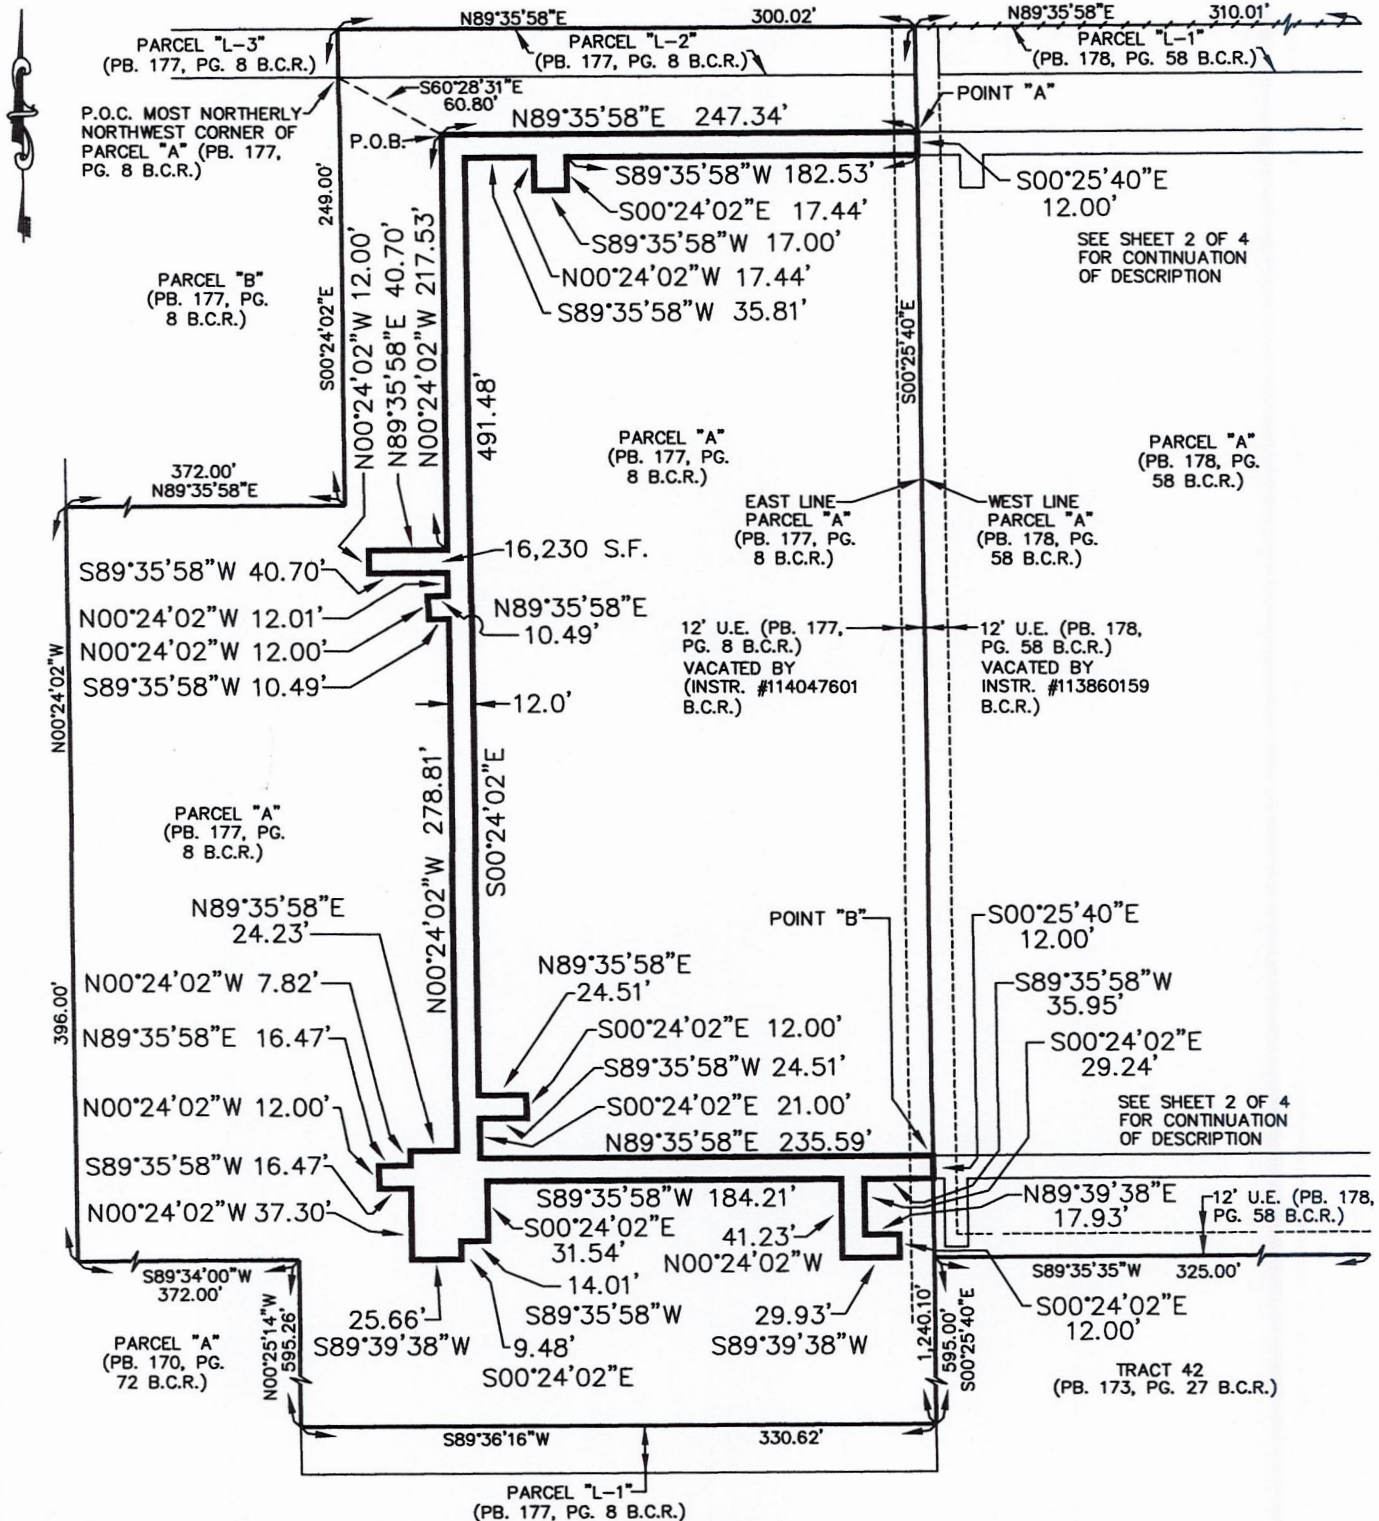 N89°35'58"E
300.02'
N89°35'58"E
310.01'
PARCEL "L-3"
(PB. 177, PG. 8 B.C.R.)
PARCEL "L-2"
(PB. 177, PG. 8 B.C.R.)
PARCEL "L-1"
(PB. 178, PG. 58 B.C.R.)
S60°28'31"E
60.80'
POINT "A"
P.O.C. MOST NORTHERLY
NORTHWEST CORNER OF
PARCEL "A" (PB. 177,
PG. 8 B.C.R.)
N89°35'58"E 247.34'
P.O.B.
S89°35'58"W 182.53'
S00°25'40"E
12.00'
S00°24'02"E 17.44'
S89°35'58"W 17.00'
N00°24'02"W 17.44'
S89°35'58"W 35.81'
SEE SHEET 2 OF 4
FOR CONTINUATION
OF DESCRIPTION
249.00'
S00°24'02"E
N00°24'02"W 12.00'
N89°35'58"E 40.70'
N00°24'02"W 217.53'
PARCEL "B"
(PB. 177, PG.
8 B.C.R.)
491.48'
S00°25'40"E
PARCEL "A"
(PB. 177, PG.
8 B.C.R.)
PARCEL "A"
(PB. 178, PG.
58 B.C.R.)
372.00'
N89°35'58"E
EAST LINE
PARCEL "A"
(PB. 177, PG.
8 B.C.R.)
WEST LINE
PARCEL "A"
(PB. 178, PG.
58 B.C.R.)
16,230 S.F.
S89°35'58"W 40.70'
N00°24'02"W 12.01'
N00°24'02"W 12.00'
S89°35'58"W 10.49'
N89°35'58"E
10.49'
12' U.E. (PB. 177,
PG. 8 B.C.R.)
VACATED BY
(INSTR. #114047601
B.C.R.)
12' U.E. (PB. 178,
PG. 58 B.C.R.)
VACATED BY
INSTR. #113860159
B.C.R.)
12.0'
N00°24'02"W
396.00'
N00°24'02"W 278.81'
S00°24'02"E
PARCEL "A"
(PB. 177, PG.
8 B.C.R.)
N89°35'58"E
24.23'
POINT "B"
S00°25'40"E
12.00'
N00°24'02"W 7.82'
N89°35'58"E
24.51'
S89°35'58"W
35.95'
N89°35'58"E 16.47'
S00°24'02"E 12.00'
S00°24'02"E
29.24'
S89°35'58"W 24.51'
N00°24'02"W 12.00'
S00°24'02"E 21.00'
SEE SHEET 2 OF 4
FOR CONTINUATION
OF DESCRIPTION
N89°35'58"E 235.59'
S89°35'58"W 16.47'
S89°35'58"W 184.21'
N89°39'38"E
17.93'
12' U.E. (PB. 178,
PG. 58 B.C.R.)
N00°24'02"W 37.30'
S00°24'02"E
31.54'
41.23'
N00°24'02"W
S89°34'00"W
372.00'
14.01'
S89°35'58"W
S89°35'35"W
325.00'
25.66'
S89°39'38"W
9.48'
S00°24'02"E
29.93'
S89°39'38"W
S00°24'02"E
12.00'
PARCEL "A"
(PB. 170, PG.
72 B.C.R.)
N00°25'14"W
595.26'
1,240.10'
595.00'
S00°25'40"E
TRACT 42
(PB. 173, PG. 27 B.C.R.)
S89°36'16"W
330.62'
PARCEL "L-1"
(PB. 177, PG. 8 B.C.R.)